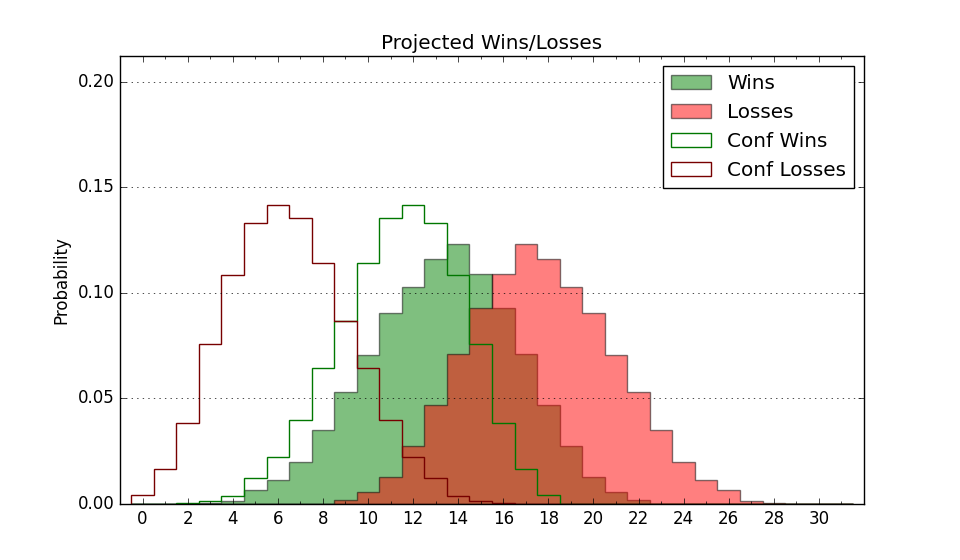 Projected Wins/Losses
Wins
Losses
Conf Wins
Conf Losses
Probability
0.20
0.15
0.10
0.05
0.00
0 2 4 6 8 10 12 14 16 18 20 22 24 26 28 30